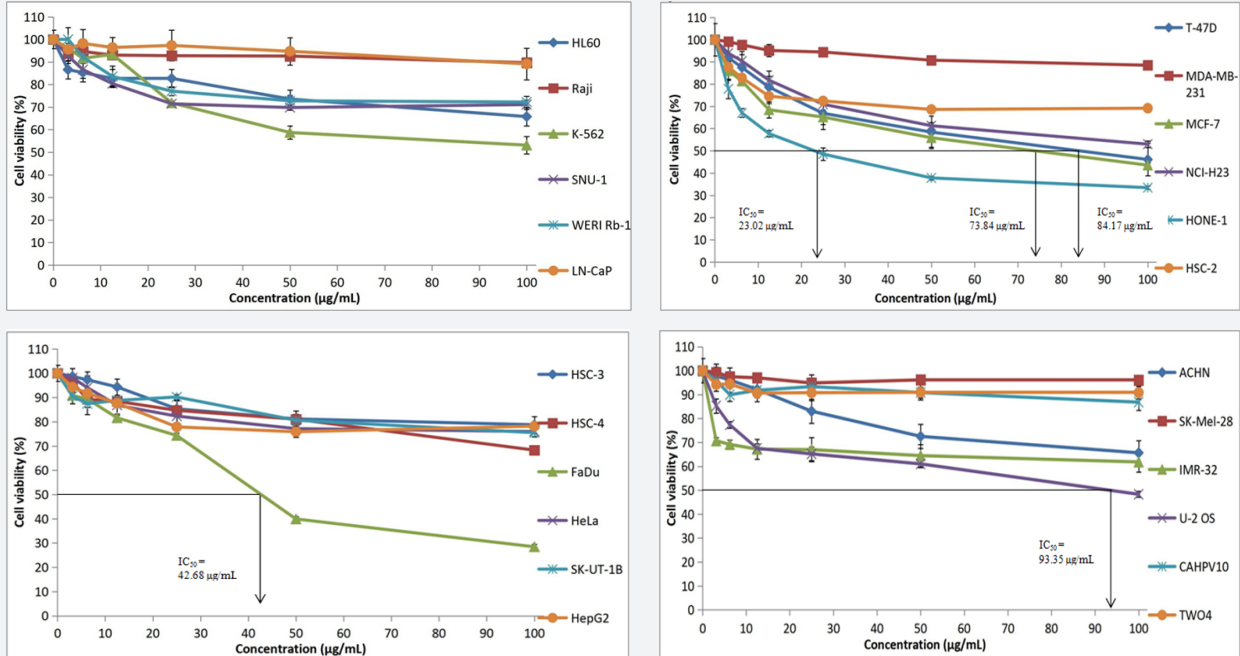 110
100
90
80
70
60
50
40
30
20
10
0
Cell viability (%)
0 10 20 30 40 50 60 70 80 90 100
Concentration (µg/mL)
HL60
Raji
K-562
SNU-1
WERI Rb-1
LN-CaP
110
100
90
80
70
60
50
40
30
20
10
0
Cell viability (%)
IC50 =
23.02 µg/mL
IC50 =
73.84 µg/mL
IC50 =
84.17 µg/mL
0 10 20 30 40 50 60 70 80 90 100
Concentration (µg/mL)
T-47D
MDA-MB-
231
MCF-7
NCI-H23
HONE-1
HSC-2
110
100
90
80
70
60
50
40
30
20
10
0
Cell viability (%)
IC50 =
42.68 µg/mL
0 10 20 30 40 50 60 70 80 90 100
Concentration (µg/mL)
HSC-3
HSC-4
FaDu
HeLa
SK-UT-1B
HepG2
110
100
90
80
70
60
50
40
30
20
10
0
Cell viability (%)
IC50 =
93.35 µg/mL
0 10 20 30 40 50 60 70 80 90 100
Concentration (µg/mL)
ACHN
SK-Mel-28
IMR-32
U-2 OS
CAHPV10
TWO4